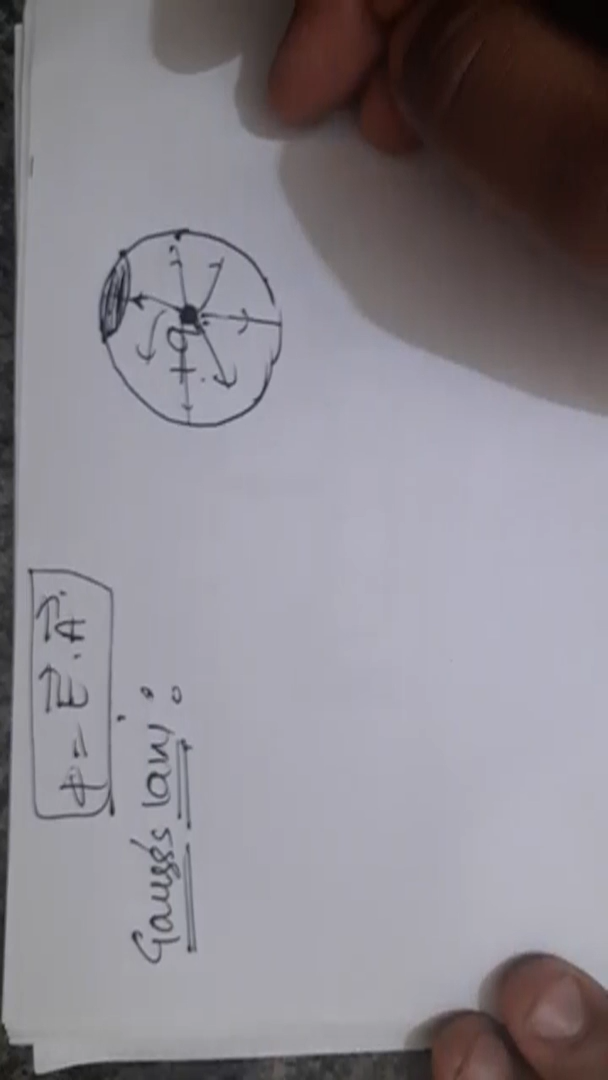 φ = E⃗ . A⃗ .
Gauss's law :
+q